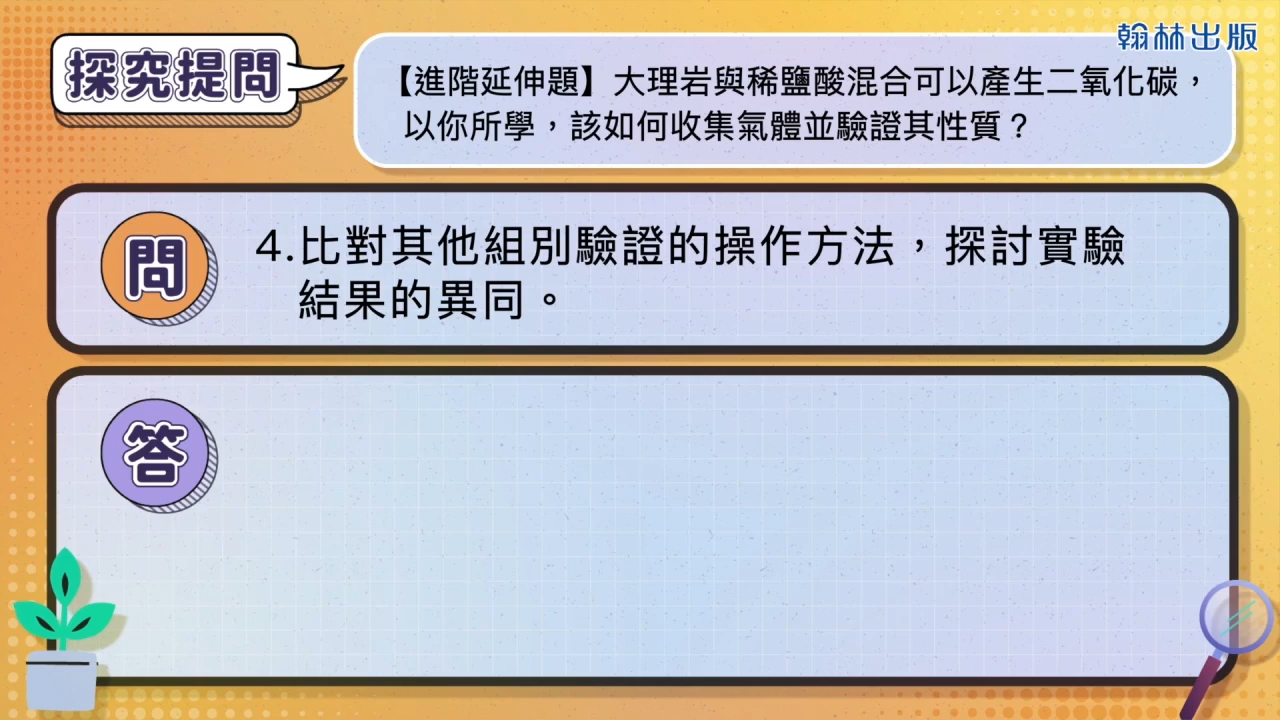 翰林出版
探究提問
【進階延伸題】大理岩與稀鹽酸混合可以產生二氧化碳，
以你所學，該如何收集氣體並驗證其性質？
問
4.比對其他組別驗證的操作方法，探討實驗
結果的異同。
答